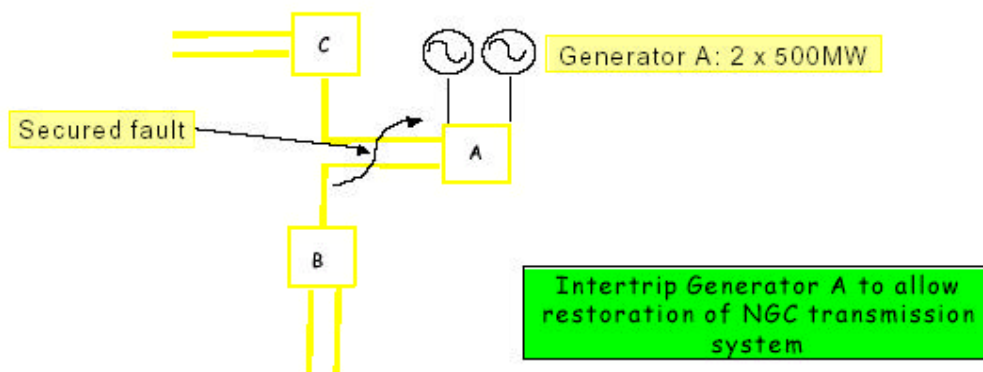 C
Generator A: 2 x 500MW
Secured fault
A
B
Intertrip Generator A to allow
restoration of NGC transmission
system